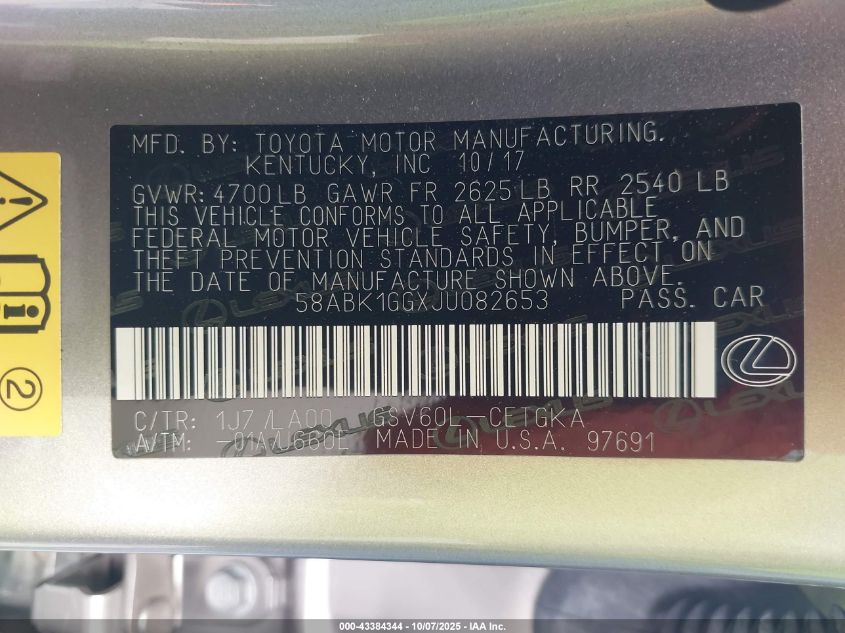 MFD. BY: TOYOTA MOTOR MANUFACTURING.
KENTUCKY, INC 10/17
GVWR: 4700LB GAWR FR 2625LB RR 2540 LB
THIS VEHICLE CONFORMS TO ALL APPLICABLE
FEDERAL MOTOR VEHICLE SAFETY, BUMPER, AND
THEFT PREVENTION STANDARDS IN EFFECT ON
THE DATE OF MANUFACTURE SHOWN ABOVE.
58ABK1GGXJU082653 PASS. CAR
C/TR: 1J7/LA00 GSV60L-CETGKA
A/TM: -01A/U660E MADE IN U.S.A. 97691
2
LEXUS
000-43384344 | 10/07/2025 | IAA Inc.